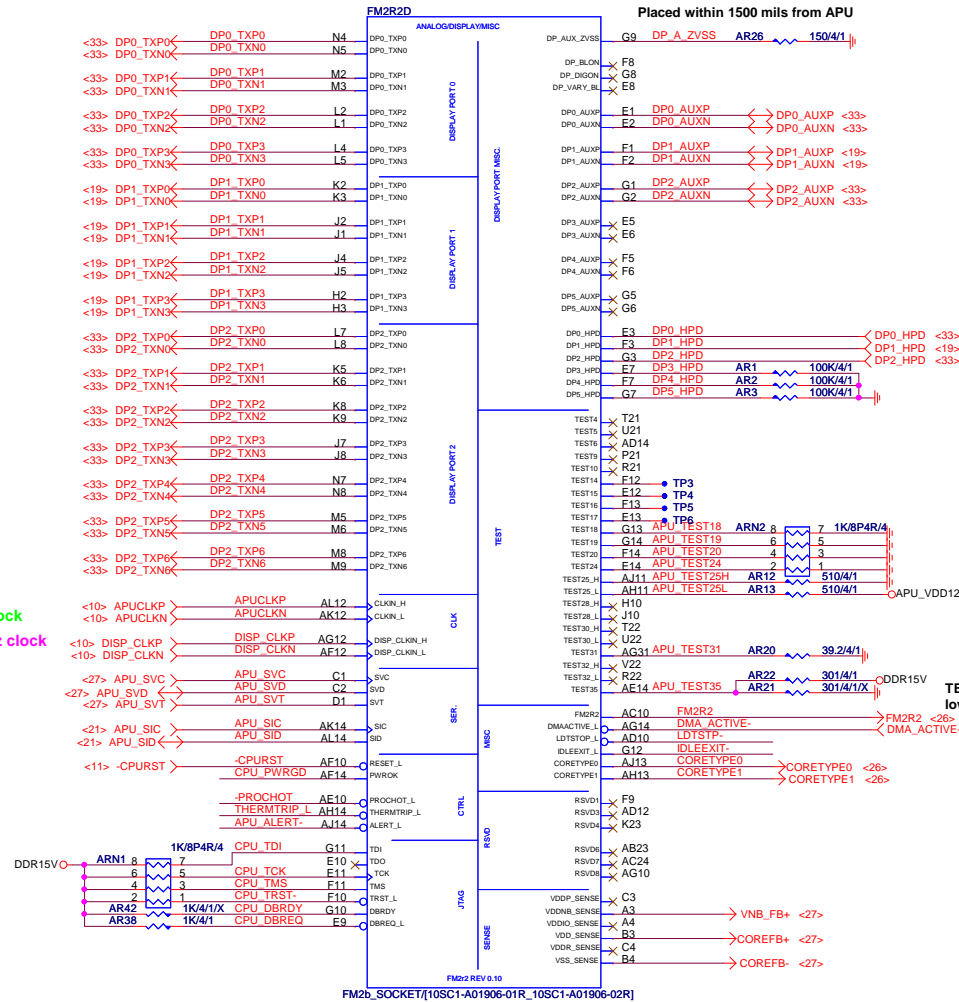 FM2R2D
Placed within 1500 mils from APU
ANALOG/DISPLAY/MISC
<33> DP0_TXP0 DP0_TXP0 N4 DP0_TXP0
<33> DP0_TXN0 DP0_TXN0 N5 DP0_TXN0
<33> DP0_TXP1 DP0_TXP1 M2 DP0_TXP1
<33> DP0_TXN1 DP0_TXN1 M3 DP0_TXN1
<33> DP0_TXP2 DP0_TXP2 L2 DP0_TXP2
<33> DP0_TXN2 DP0_TXN2 L1 DP0_TXN2
<33> DP0_TXP3 DP0_TXP3 L4 DP0_TXP3
<33> DP0_TXN3 DP0_TXN3 L5 DP0_TXN3
<19> DP1_TXP0 DP1_TXP0 K2 DP1_TXP0
<19> DP1_TXN0 DP1_TXN0 K3 DP1_TXN0
<19> DP1_TXP1 DP1_TXP1 J2 DP1_TXP1
<19> DP1_TXN1 DP1_TXN1 J1 DP1_TXN1
<19> DP1_TXP2 DP1_TXP2 J4 DP1_TXP2
<19> DP1_TXN2 DP1_TXN2 J5 DP1_TXN2
<19> DP1_TXP3 DP1_TXP3 H2 DP1_TXP3
<19> DP1_TXN3 DP1_TXN3 H3 DP1_TXN3
<33> DP2_TXP0 DP2_TXP0 L7 DP2_TXP0
<33> DP2_TXN0 DP2_TXN0 L8 DP2_TXN0
<33> DP2_TXP1 DP2_TXP1 K5 DP2_TXP1
<33> DP2_TXN1 DP2_TXN1 K6 DP2_TXN1
<33> DP2_TXP2 DP2_TXP2 K8 DP2_TXP2
<33> DP2_TXN2 DP2_TXN2 K9 DP2_TXN2
<33> DP2_TXP3 DP2_TXP3 J7 DP2_TXP3
<33> DP2_TXN3 DP2_TXN3 J8 DP2_TXN3
<33> DP2_TXP4 DP2_TXP4 N7 DP2_TXP4
<33> DP2_TXN4 DP2_TXN4 N8 DP2_TXN4
<33> DP2_TXP5 DP2_TXP5 M5 DP2_TXP5
<33> DP2_TXN5 DP2_TXN5 M6 DP2_TXN5
<33> DP2_TXP6 DP2_TXP6 M8 DP2_TXP6
<33> DP2_TXN6 DP2_TXN6 M9 DP2_TXN6
ock
<10> APUCLKP APUCLKP AL12 CLKIN_H
<10> APUCLKN APUCLKN AK12 CLKIN_L
t clock
<10> DISP_CLKP DISP_CLKP AG12 DISP_CLKIN_H
<10> DISP_CLKN DISP_CLKN AF12 DISP_CLKIN_L
<27> APU_SVC APU_SVC C1 SVC
<27> APU_SVD APU_SVD C2 SVD
<27> APU_SVT APU_SVT D1 SVT
<21> APU_SIC APU_SIC AK14 SIC
<21> APU_SID APU_SID AL14 SID
<11> -CPURST -CPURST AF10 RESET_L
CPU_PWRGD AF14 PWROK
-PROCHOT AE10 PROCHOT_L
THERMTRIP_L AH14 THERMTRIP_L
APU_ALERT- AJ14 ALERT_L
DDR15V ARN1 1K/8P4R/4
8 7 CPU_TDI G11 TDI
E10 TDO
6 5 CPU_TCK E11 TCK
4 3 CPU_TMS F11 TMS
2 1 CPU_TRST- F10 TRST_L
AR42 1K/4/1/X CPU_DBRDY G10 DBRDY
AR38 1K/4/1 CPU_DBREQ E9 DBREQ_L
DISPLAY PORT 0
DISPLAY PORT 1
DISPLAY PORT 2
CLK
SER.
CTRL
JTAG
DISPLAY PORT MISC.
TEST
MISC
RSVD
SENSE
DP_AUX_ZVSS G9 DP_A_ZVSS AR26 150/4/1
DP_BLON F8
DP_DIGON G8
DP_VARY_BL E8
DP0_AUXP E1 DP0_AUXP DP0_AUXP <33>
DP0_AUXN E2 DP0_AUXN DP0_AUXN <33>
DP1_AUXP F1 DP1_AUXP DP1_AUXP <19>
DP1_AUXN F2 DP1_AUXN DP1_AUXN <19>
DP2_AUXP G1 DP2_AUXP DP2_AUXP <33>
DP2_AUXN G2 DP2_AUXN DP2_AUXN <33>
DP3_AUXP E5
DP3_AUXN E6
DP4_AUXP F5
DP4_AUXN F6
DP5_AUXP G5
DP5_AUXN G6
DP0_HPD E3 DP0_HPD DP0_HPD <33>
DP1_HPD F3 DP1_HPD DP1_HPD <19>
DP2_HPD G3 DP2_HPD DP2_HPD <33>
DP3_HPD E7 DP3_HPD AR1 100K/4/1
DP4_HPD F7 DP4_HPD AR2 100K/4/1
DP5_HPD G7 DP5_HPD AR3 100K/4/1
TEST4 T21
TEST5 U21
TEST6 AD14
TEST9 P21
TEST10 R21
TEST14 F12 TP3
TEST15 E12 TP4
TEST16 F13 TP5
TEST17 E13 TP6
TEST18 G13 APU_TEST18 ARN2 8 7 1K/8P4R/4
TEST19 G14 APU_TEST19 6 5
TEST20 F14 APU_TEST20 4 3
TEST24 E14 APU_TEST24 2 1
TEST25_H AJ11 APU_TEST25H AR12 510/4/1
TEST25_L AH11 APU_TEST25L AR13 510/4/1 APU_VDD12
TEST28_H H10
TEST28_L J10
TEST30_H T22
TEST30_L U22
TEST31 AG31 APU_TEST31 AR20 39.2/4/1
TEST32_H V22
TEST32_L R22 AR22 301/4/1 DDR15V
TEST35 AE14 APU_TEST35 AR21 301/4/1/X
TE
low
FM2R2 AC10 FM2R2 FM2R2 <26>
DMAACTIVE_L AG14 DMA_ACTIVE- DMA_ACTIVE-
LDTSTOP_L AD10 LDTSTP-
IDLEEXIT_L G12 IDLEEXIT-
CORETYPE0 AJ13 CORETYPE0 CORETYPE0 <26>
CORETYPE1 AH13 CORETYPE1 CORETYPE1 <26>
RSVD1 F9
RSVD3 AD12
RSVD4 K23
RSVD6 AB23
RSVD7 AC24
RSVD8 AG10
VDDP_SENSE C3
VDDNB_SENSE A3 VNB_FB+ <27>
VDDIO_SENSE A4
VDD_SENSE B3 COREFB+ <27>
VDDR_SENSE C4
VSS_SENSE B4 COREFB- <27>
FM2r2 REV 0.10
FM2b_SOCKET/[10SC1-A01906-01R_10SC1-A01906-02R]